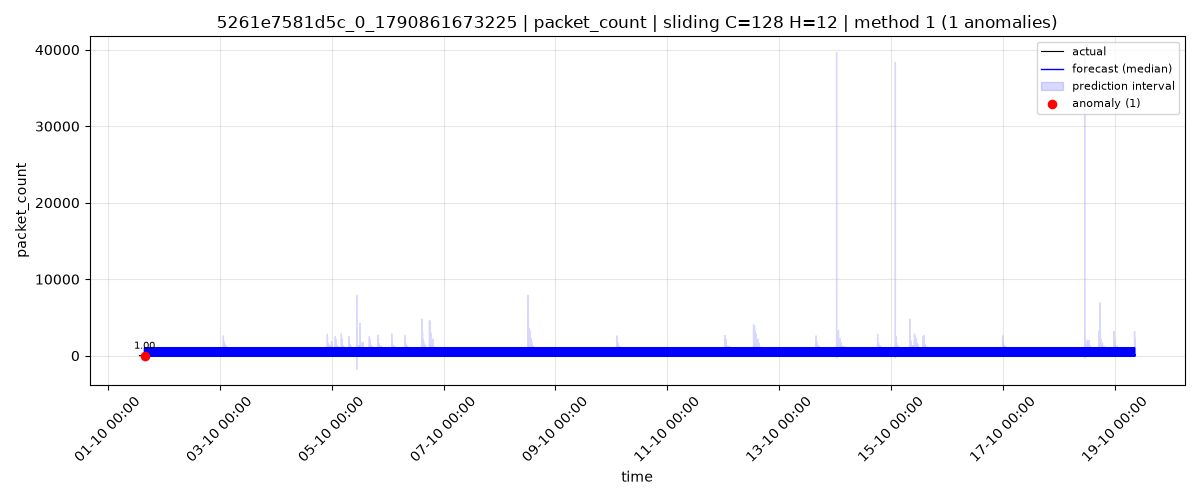 5261e7581d5c_0_1790861673225 | packet_count | sliding C=128 H=12 | method 1 (1 anomalies)
actual
forecast (median)
prediction interval
anomaly (1)
40000
30000
20000
10000
0
packet_count
1.00
01-10 00:00
03-10 00:00
05-10 00:00
07-10 00:00
09-10 00:00
11-10 00:00
13-10 00:00
15-10 00:00
17-10 00:00
19-10 00:00
time